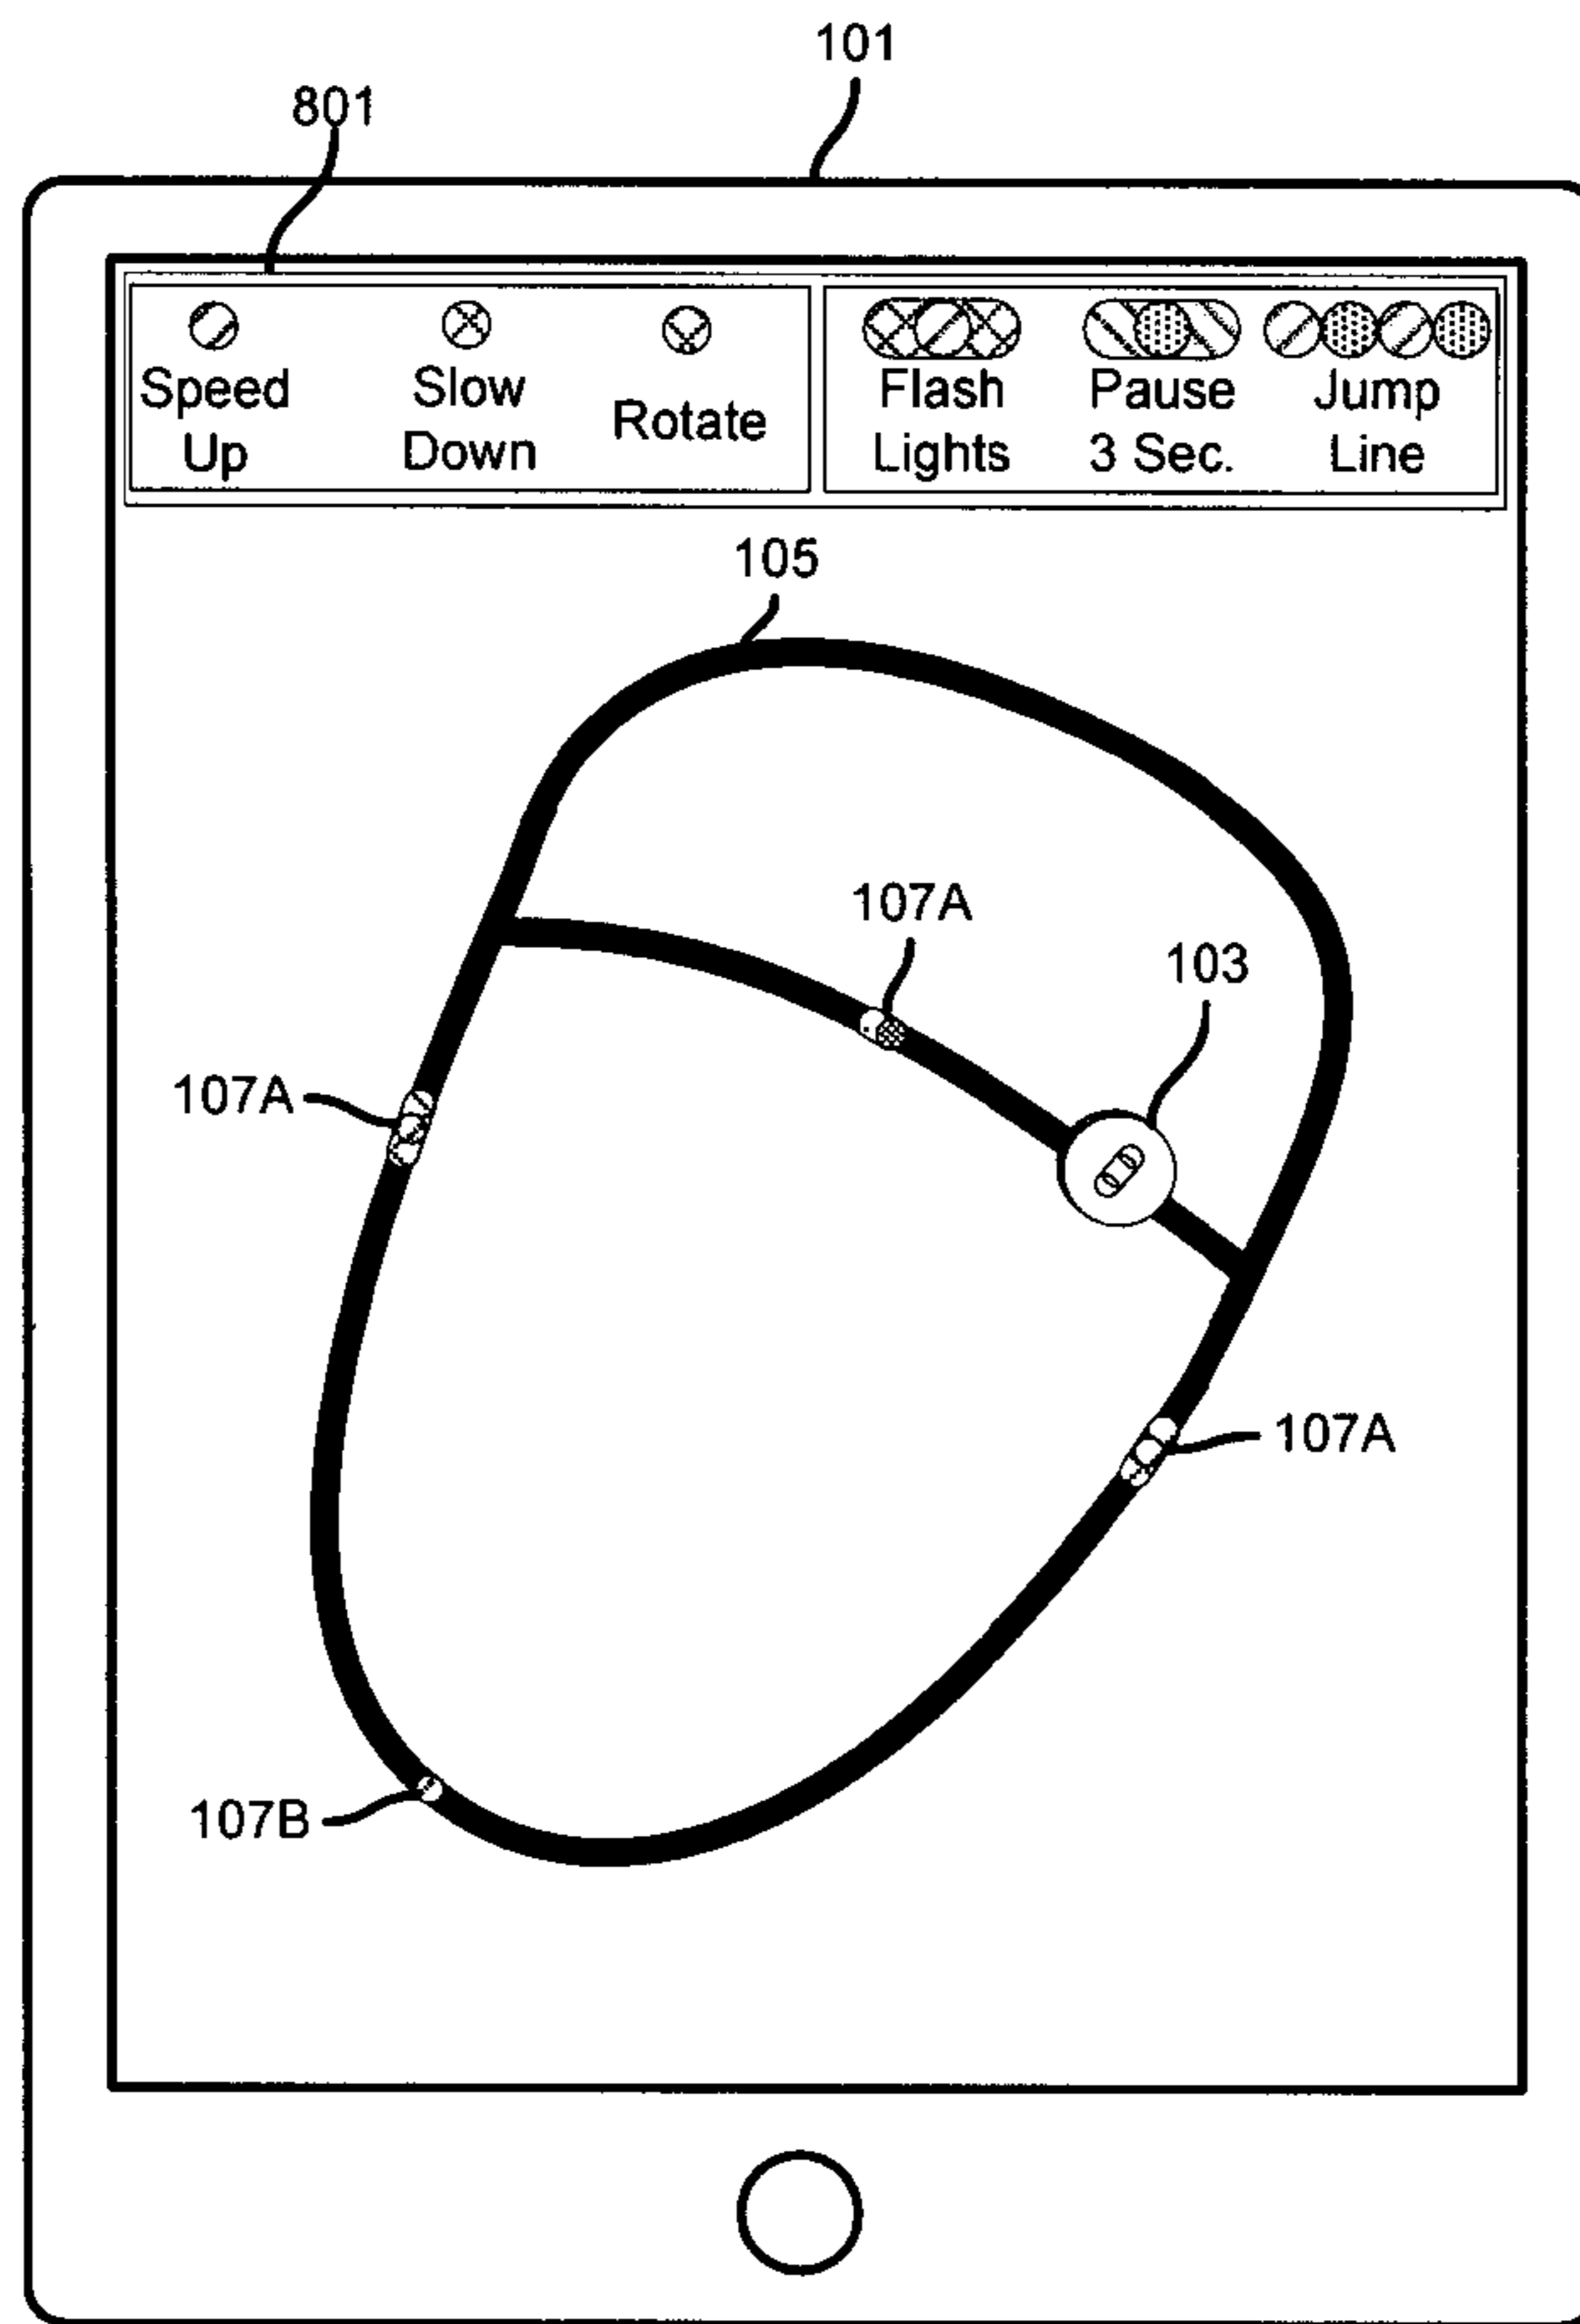 101
801
Speed
Up
Slow
Down
Rotate
Flash
Lights
Pause
3 Sec.
Jump
Line
105
107A
103
107A
107A
107B